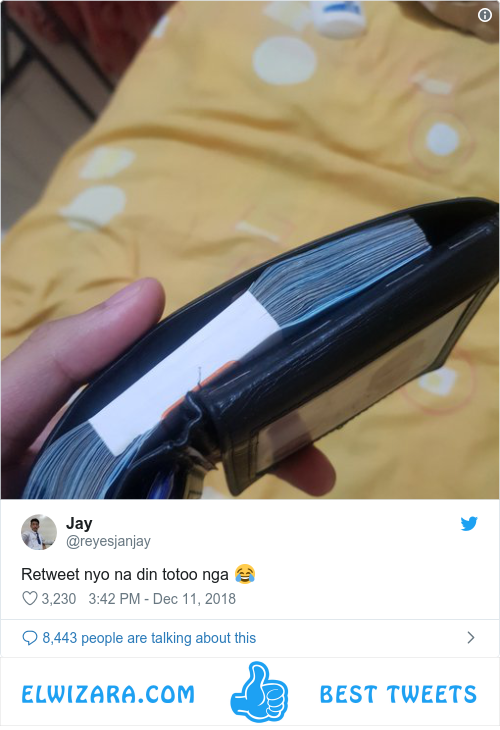 Jay
@reyesjanjay
Retweet nyo na din totoo nga 😂
3,230 3:42 PM - Dec 11, 2018
8,443 people are talking about this
ELWIZARA.COM BEST TWEETS